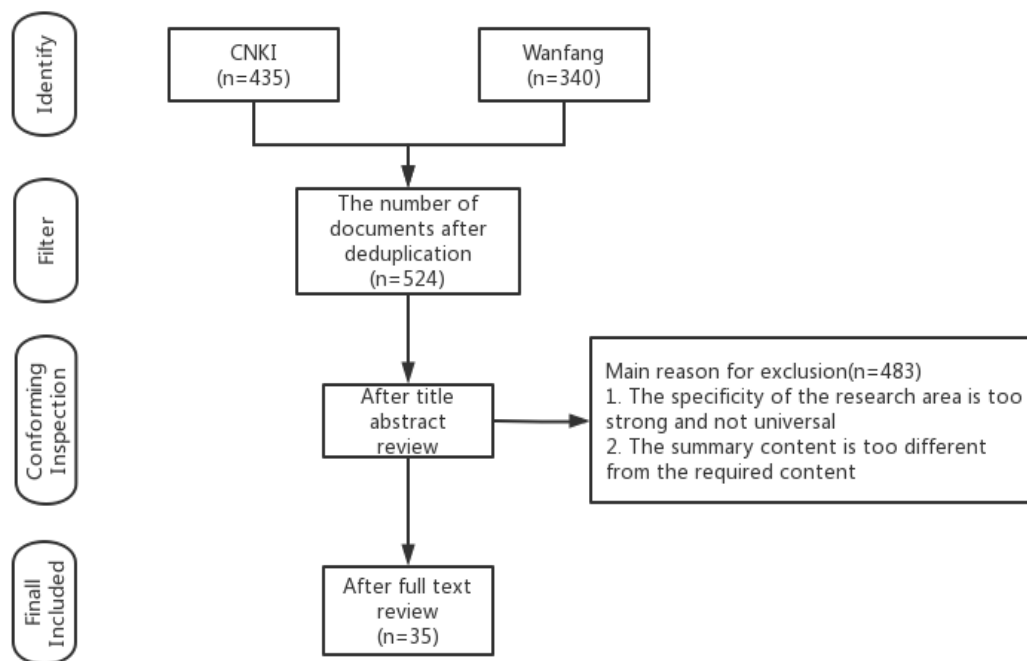 Identify
CNKI
(n=435)
Wanfang
(n=340)
Filter
The number of
documents after
deduplication
(n=524)
Conforming
Inspection
After title
abstract
review
Main reason for exclusion(n=483)
1. The specificity of the research area is too
strong and not universal
2. The summary content is too different
from the required content
Finall
Included
After full text
review
(n=35)